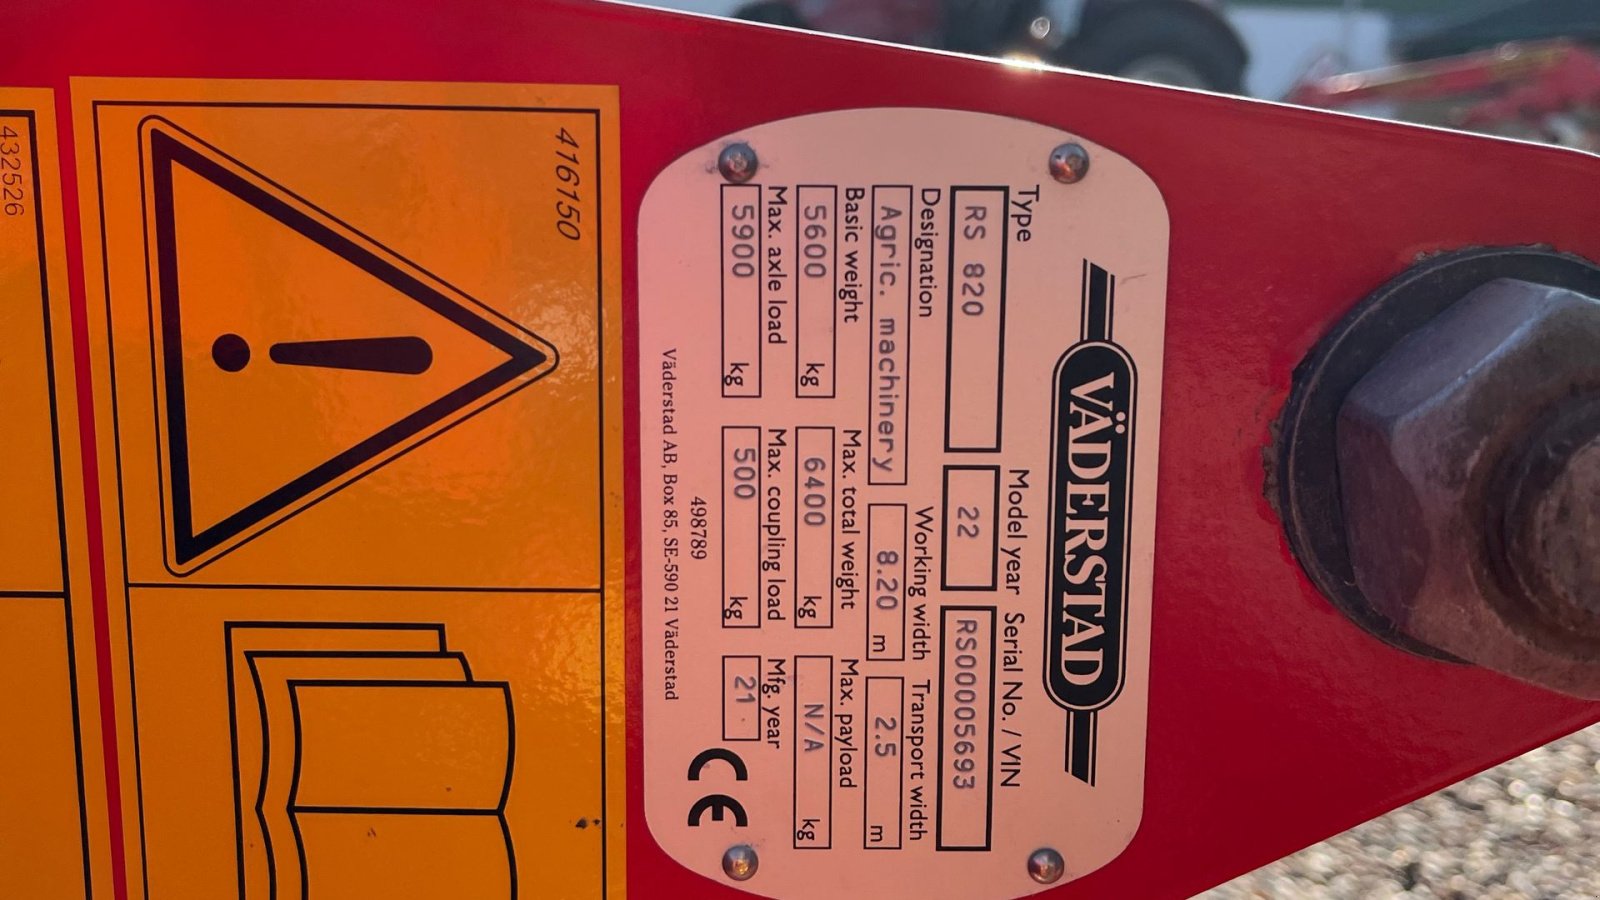 VÄDERSTAD
Type Model year Serial No. / VIN
RS 820 22 RS00005693
Designation Working width Transport width
Agric. machinery 8.20 m 2.5 m
Basic weight Max. total weight Max. payload
5600 kg 6400 kg N/A kg
Max. axle load Max. coupling load Mfg. year
5900 kg 500 kg 21 CE
498789
Väderstad AB, Box 85, SE-590 21 Väderstad
416150
432526